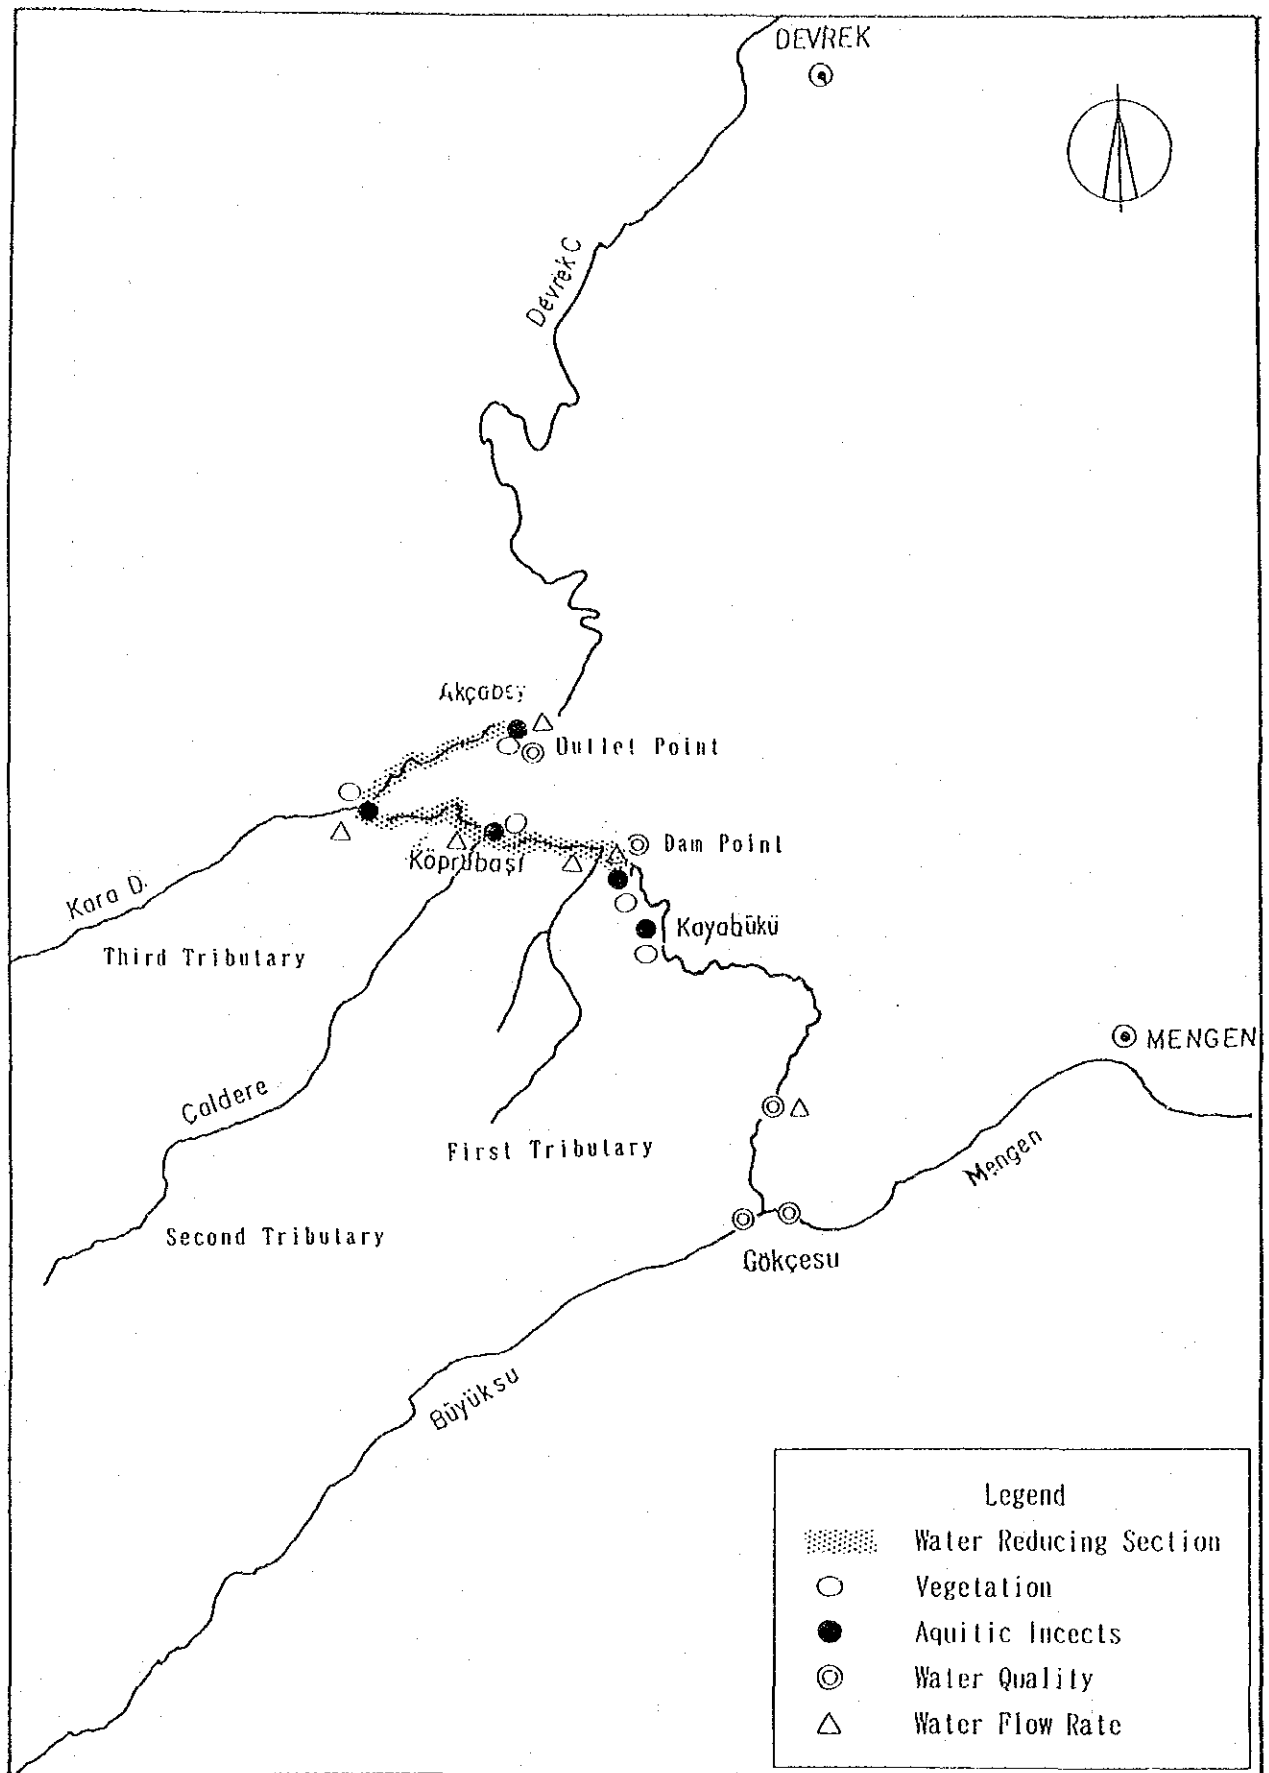 DEVREK
Devrek C
Akçabey
Outlet Point
Dam Point
Köprübaşı
Kara D.
Kayabükü
Third Tributary
MENGEN
Çaldere
First Tributary
Mengen
Second Tributary
Gökçesu
Büyüksu
Legend
Water Reducing Section
Vegetation
Aquitic Incects
Water Quality
Water Flow Rate